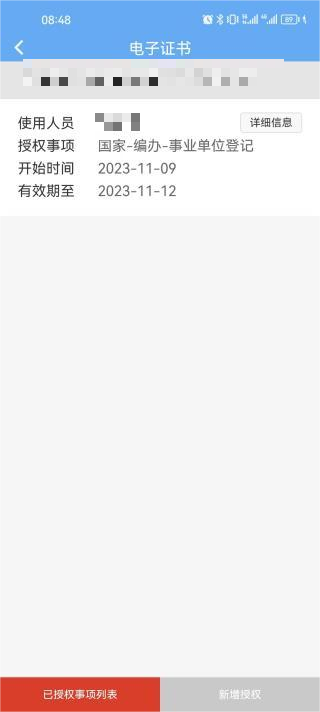 08:48
89
电子证书
使用人员
详细信息
授权事项 国家-编办-事业单位登记
开始时间 2023-11-09
有效期至 2023-11-12
已授权事项列表
新增授权